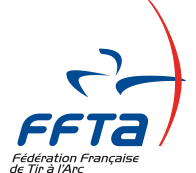 FFTa
Fédération Française
de Tir à l'Arc